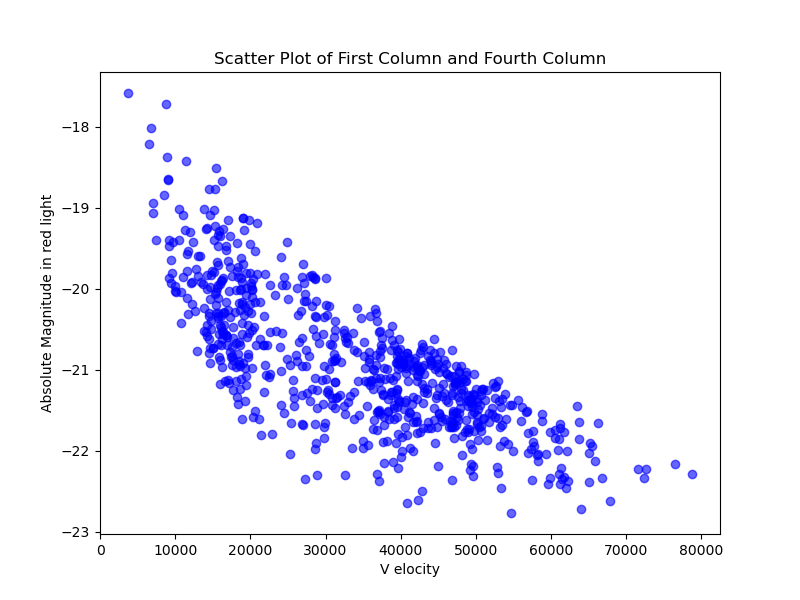 Scatter Plot of First Column and Fourth Column
−18
−19
−20
−21
−22
−23
Absolute Magnitude in red light
0 10000 20000 30000 40000 50000 60000 70000 80000
V elocity